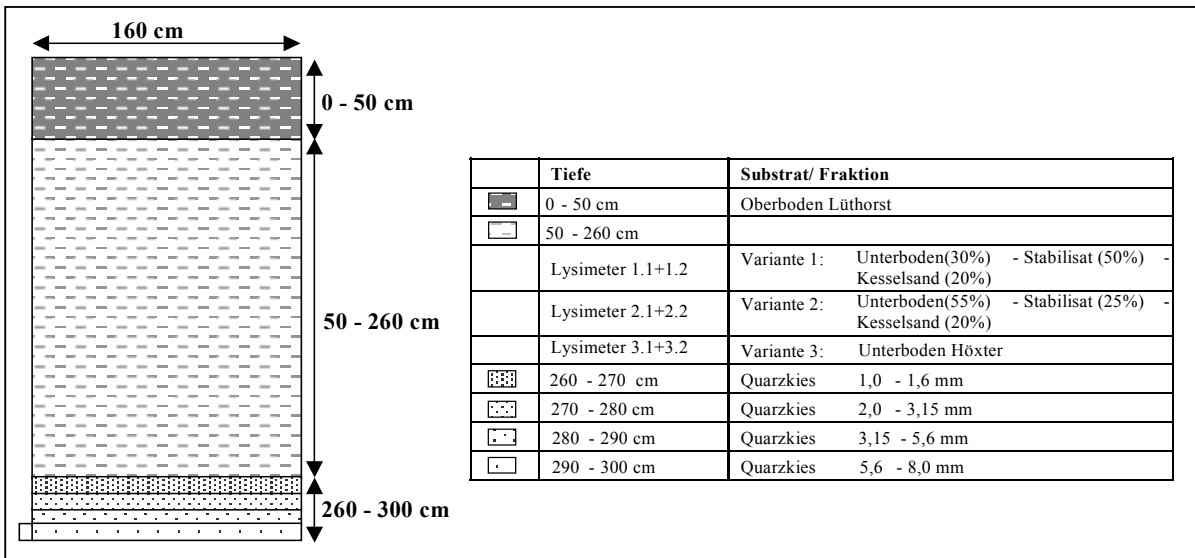 160 cm
0 - 50 cm
50 - 260 cm
260 - 300 cm
Tiefe Substrat/ Fraktion
0 - 50 cm Oberboden Lüthorst
50 - 260 cm
Lysimeter 1.1+1.2 Variante 1: Unterboden(30%) - Stabilisat (50%) -
Kesselsand (20%)
Lysimeter 2.1+2.2 Variante 2: Unterboden(55%) - Stabilisat (25%) -
Kesselsand (20%)
Lysimeter 3.1+3.2 Variante 3: Unterboden Höxter
260 - 270 cm Quarzkies 1,0 - 1,6 mm
270 - 280 cm Quarzkies 2,0 - 3,15 mm
280 - 290 cm Quarzkies 3,15 - 5,6 mm
290 - 300 cm Quarzkies 5,6 - 8,0 mm